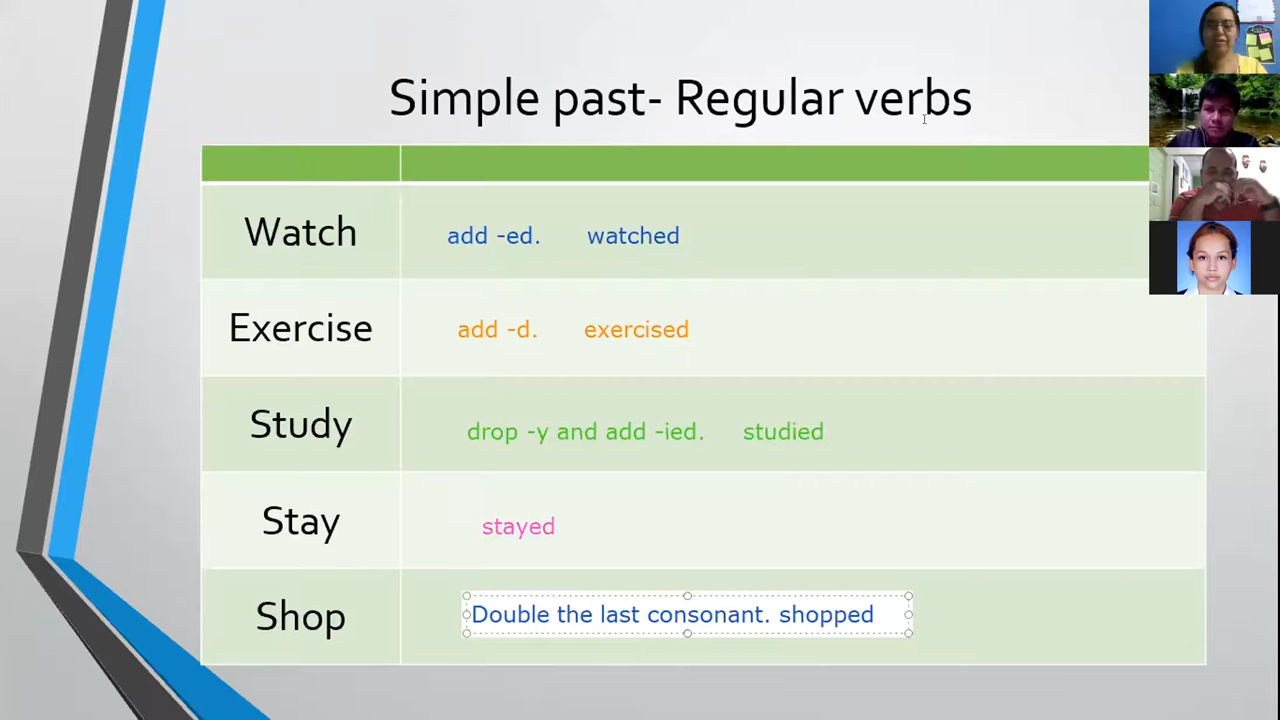 Simple past- Regular verbs
Watch add -ed. watched
Exercise add -d. exercised
Study drop -y and add -ied. studied
Stay stayed
Shop Double the last consonant. shopped